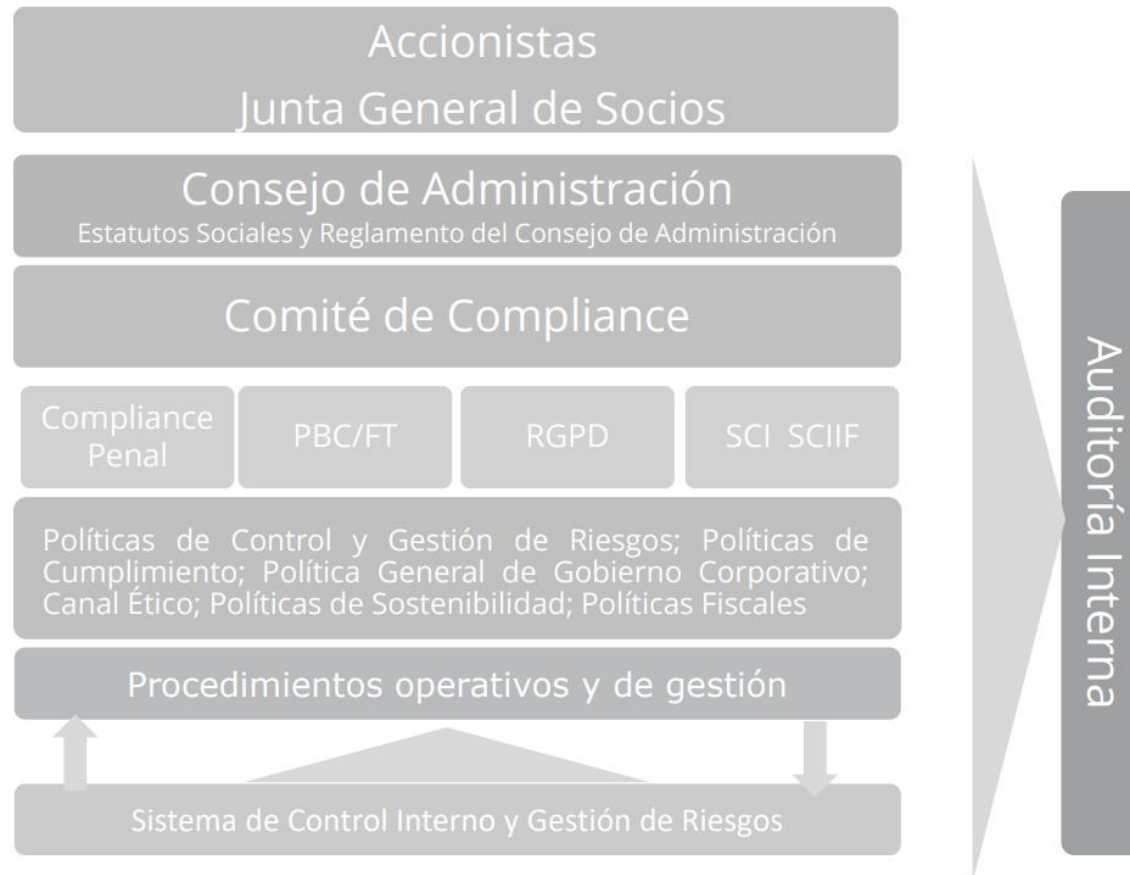 Accionistas
Junta General de Socios
Consejo de Administración
Estatutos Sociales y Reglamento del Consejo de Administración
Comité de Compliance
Compliance
Penal
PBC/FT
RGPD
SCI SCIIF
Políticas de Control y Gestión de Riesgos; Políticas de
Cumplimiento; Política General de Gobierno Corporativo;
Canal Ético; Políticas de Sostenibilidad; Políticas Fiscales
Procedimientos operativos y de gestión
Sistema de Control Interno y Gestión de Riesgos
Auditoría Interna